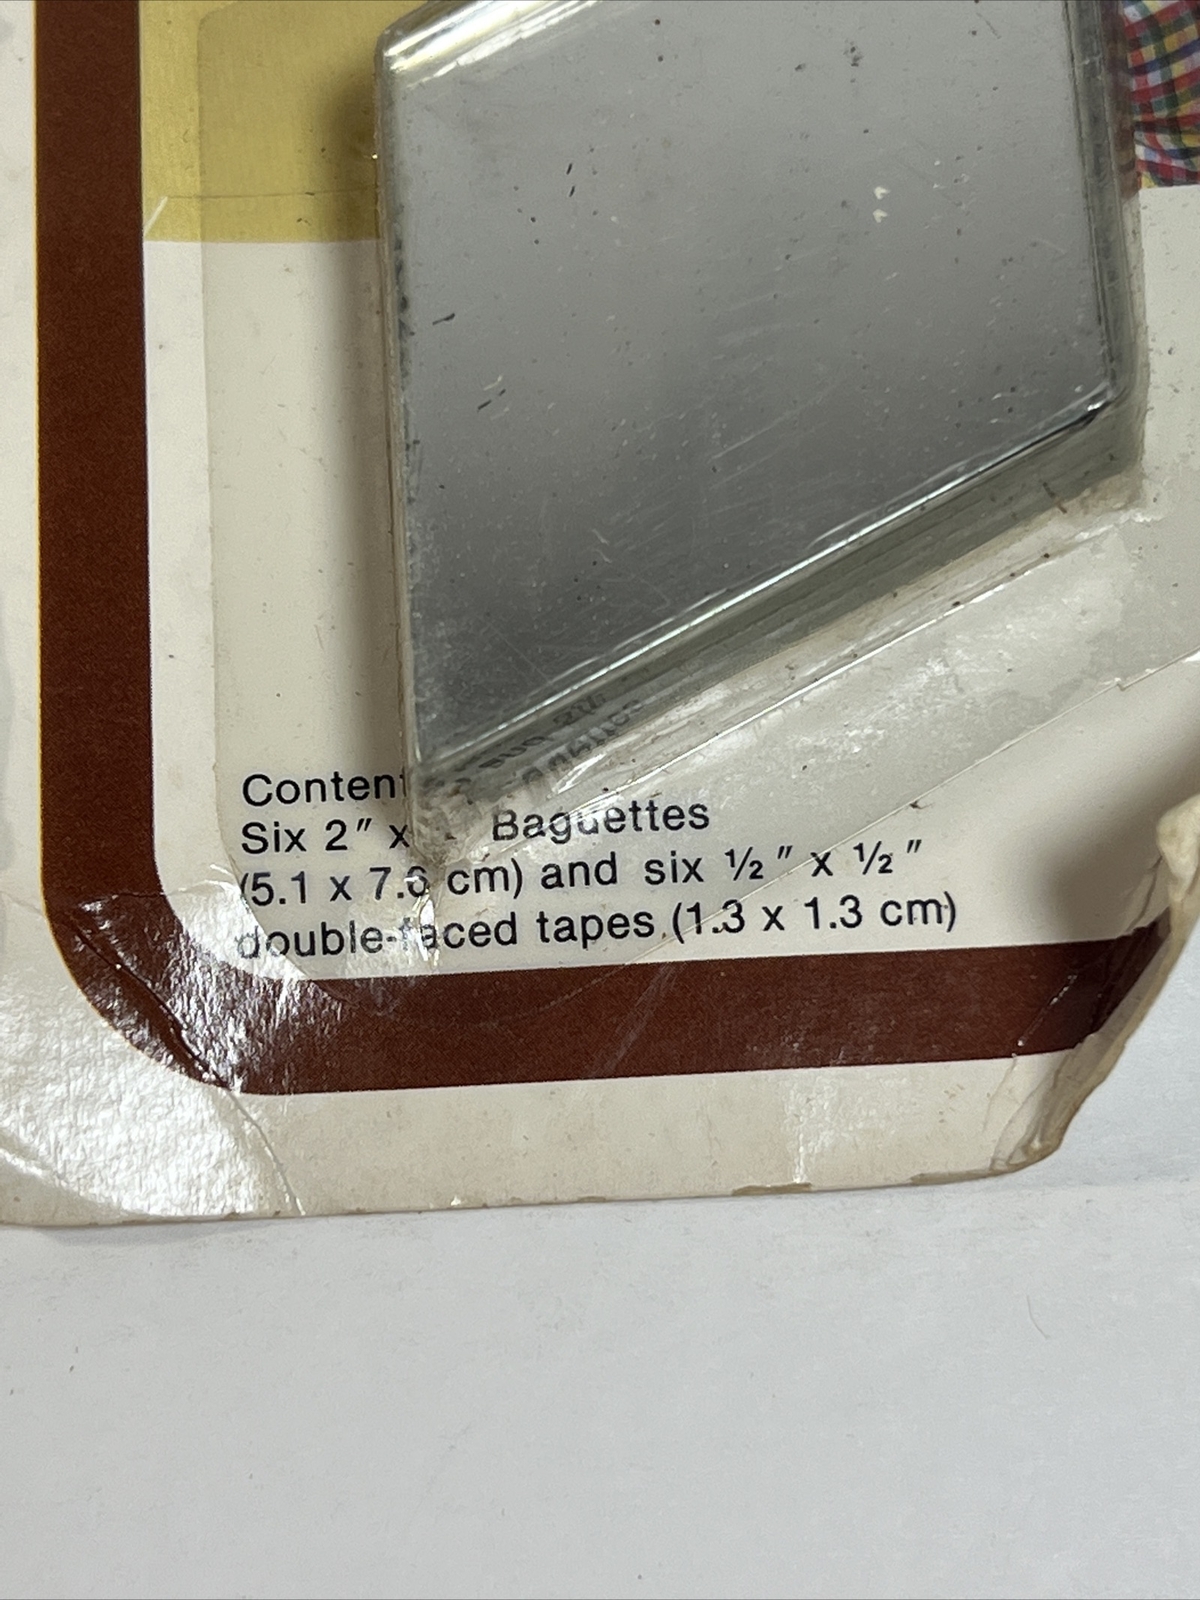 Content
Six 2" x Baguettes
(5.1 x 7.6 cm) and six ½" x ½"
double-faced tapes (1.3 x 1.3 cm)